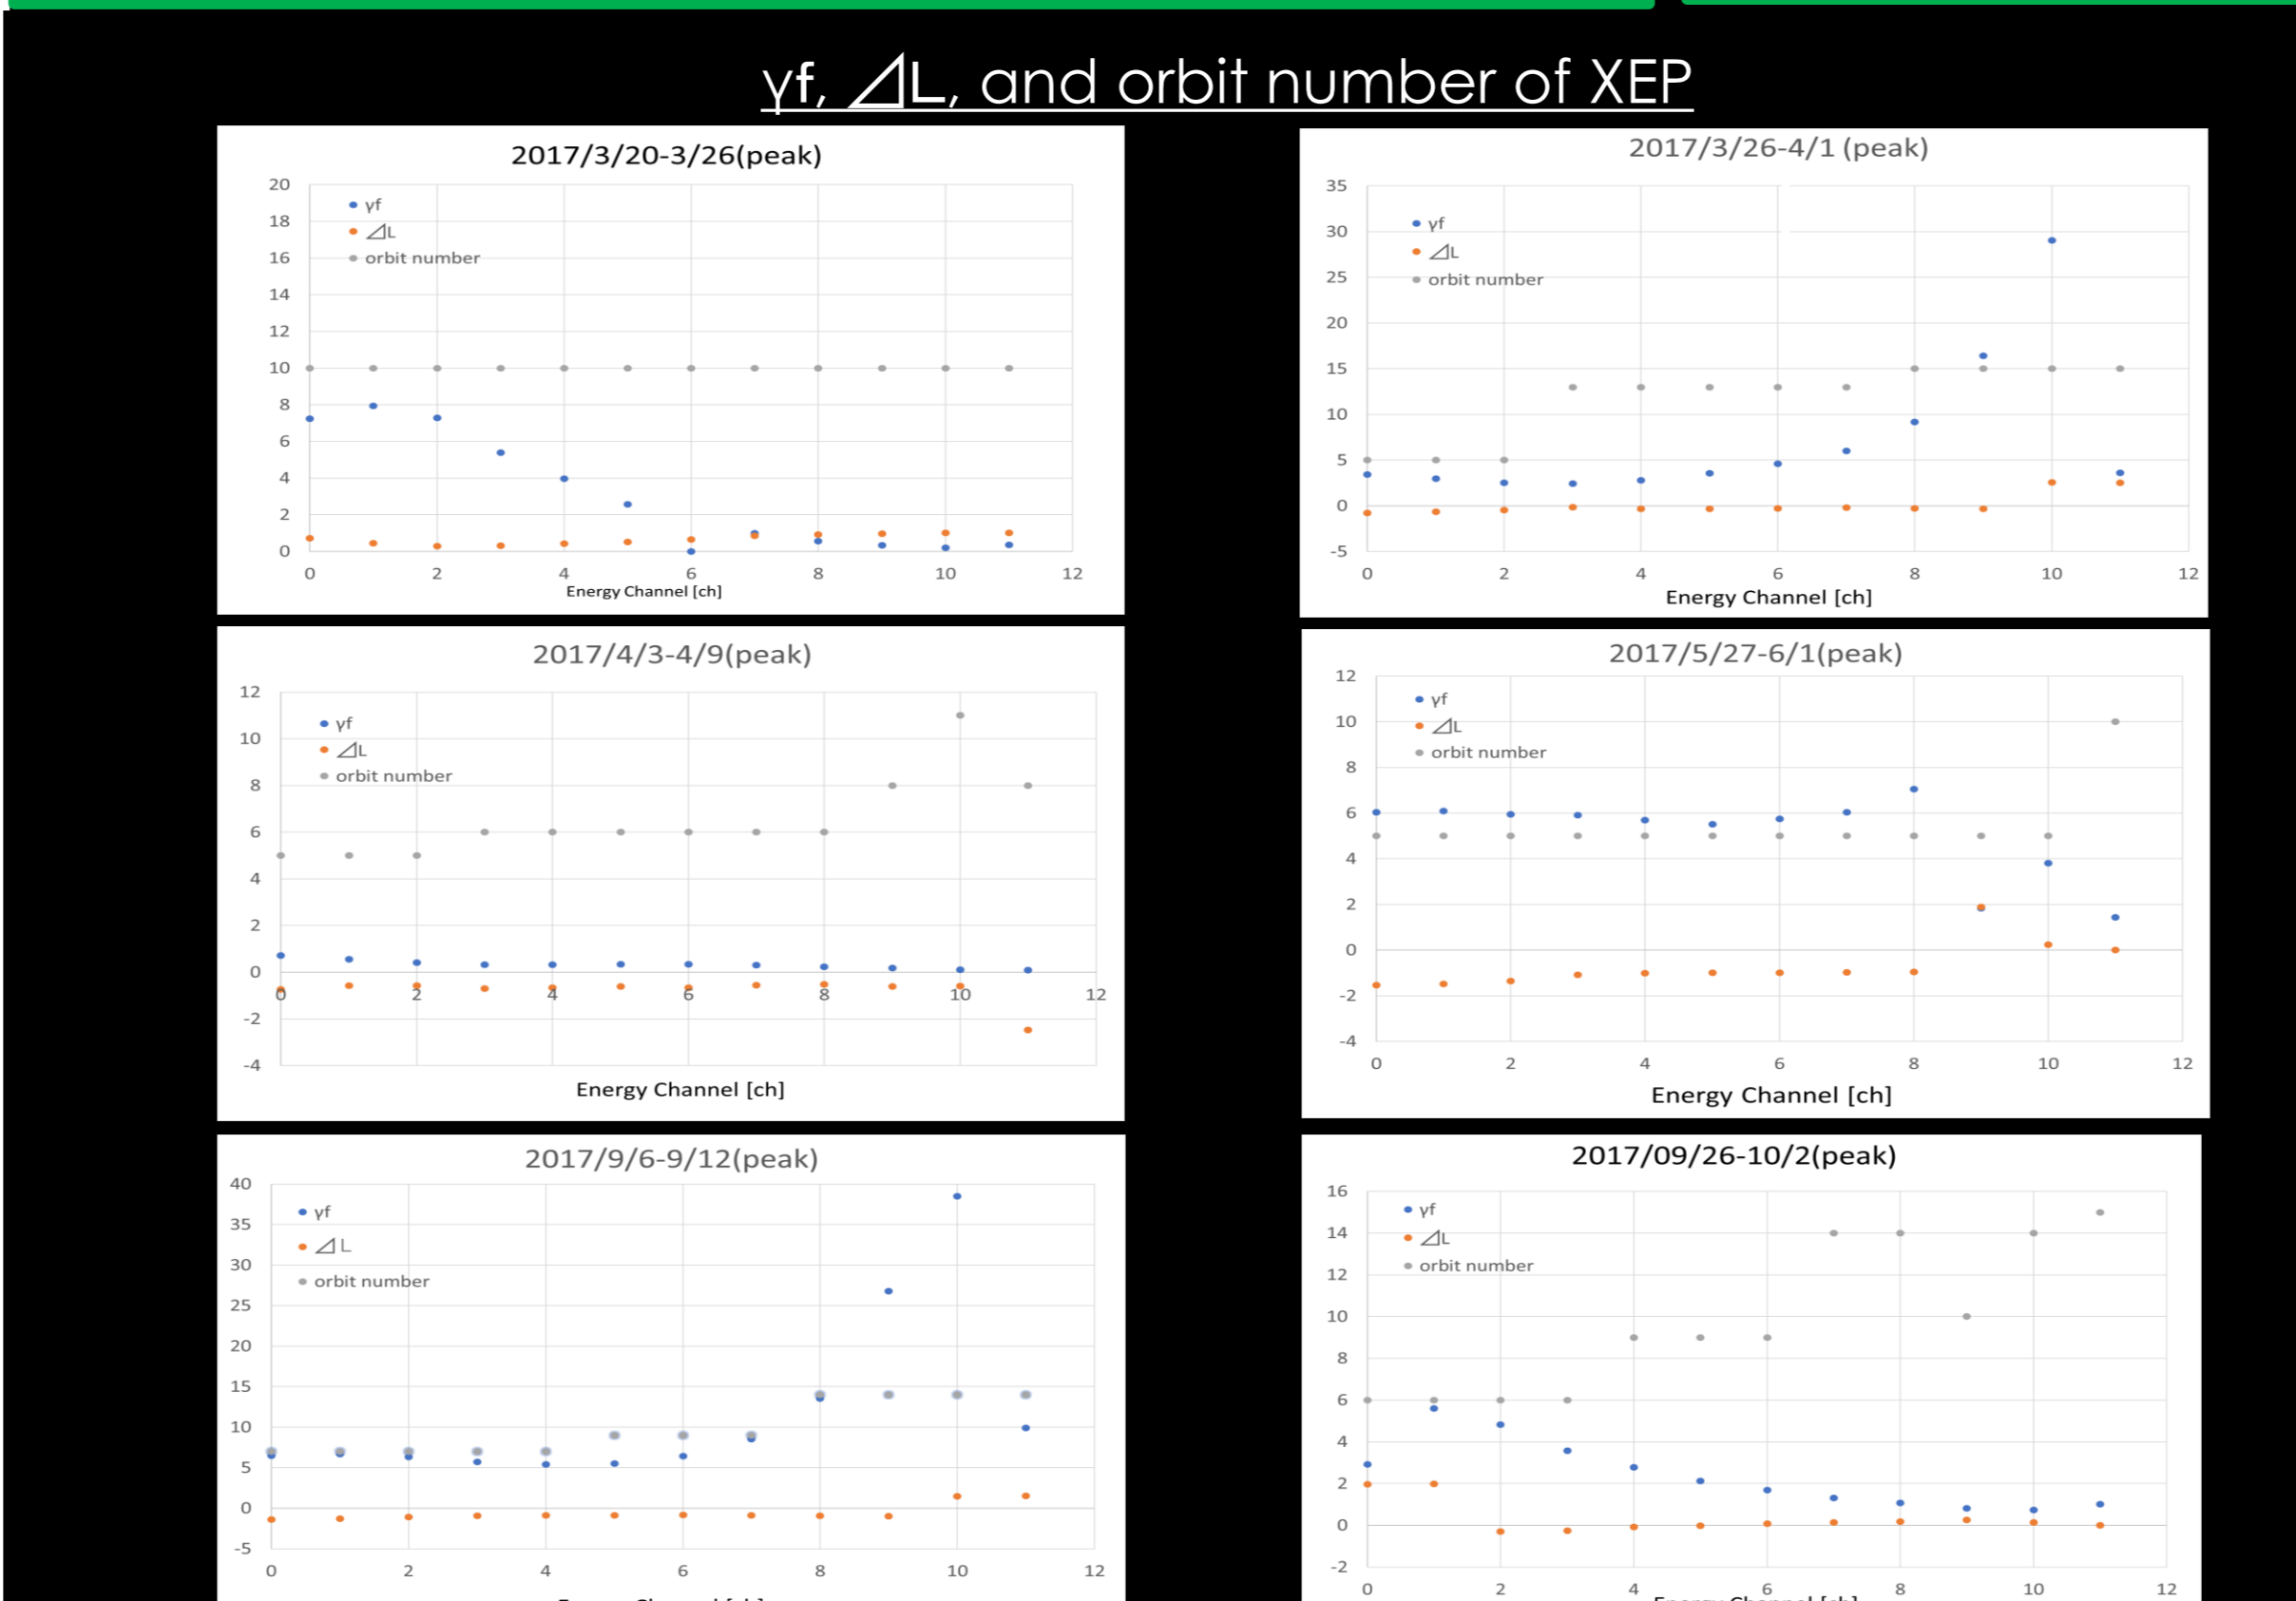 γf, ⊿L, and orbit number of XEP
2017/3/20-3/26(peak)
20
18
16
14
12
10
8
6
4
2
0
γf
⊿L
orbit number
0 2 4 6 8 10 12
Energy Channel [ch]
2017/3/26-4/1 (peak)
35
30
25
20
15
10
5
0
-5
γf
⊿L
orbit number
0 2 4 6 8 10 12
Energy Channel [ch]
2017/4/3-4/9(peak)
12
10
8
6
4
2
0
-2
-4
γf
⊿L
orbit number
0 2 4 6 8 10 12
Energy Channel [ch]
2017/5/27-6/1(peak)
12
10
8
6
4
2
0
-2
-4
γf
⊿L
orbit number
0 2 4 6 8 10 12
Energy Channel [ch]
2017/9/6-9/12(peak)
40
35
30
25
20
15
10
5
0
-5
γf
⊿L
orbit number
0 2 4 6 8 10 12
2017/09/26-10/2(peak)
16
14
12
10
8
6
4
2
0
-2
γf
⊿L
orbit number
0 2 4 6 8 10 12